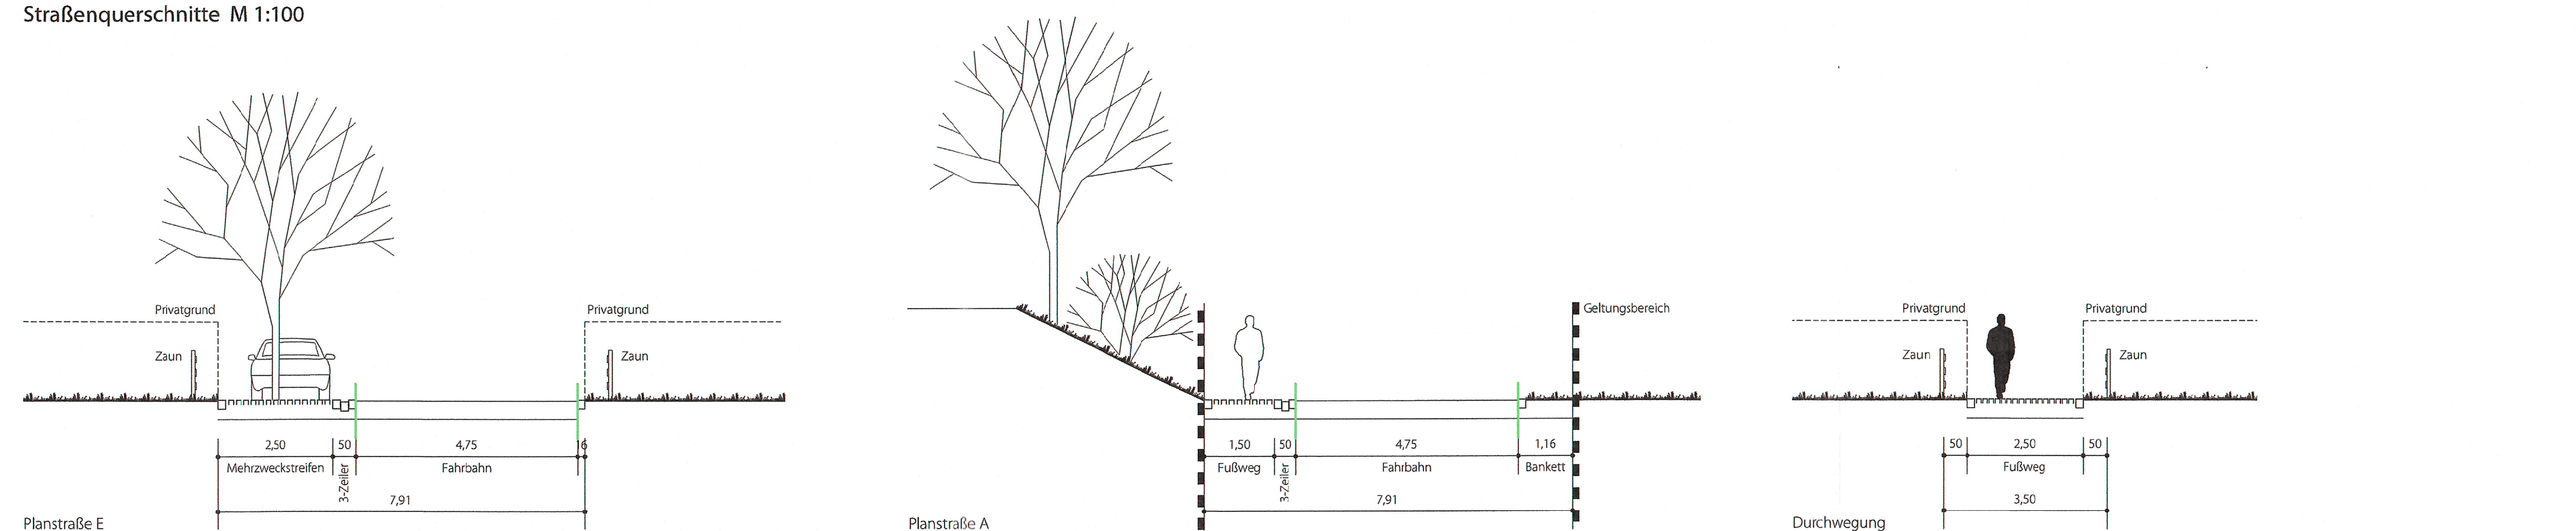 Straßenquerschnitte M 1:100
Privatgrund
Privatgrund
Zaun
Zaun
2,50
50
4,75
16
Mehrzweckstreifen
3-Zeiler
Fahrbahn
7,91
Planstraße E
Geltungsbereich
1,50
50
4,75
1,16
Fußweg
3-Zeiler
Fahrbahn
Bankett
7,91
Planstraße A
Privatgrund
Privatgrund
Zaun
Zaun
50
2,50
50
Fußweg
3,50
Durchwegung